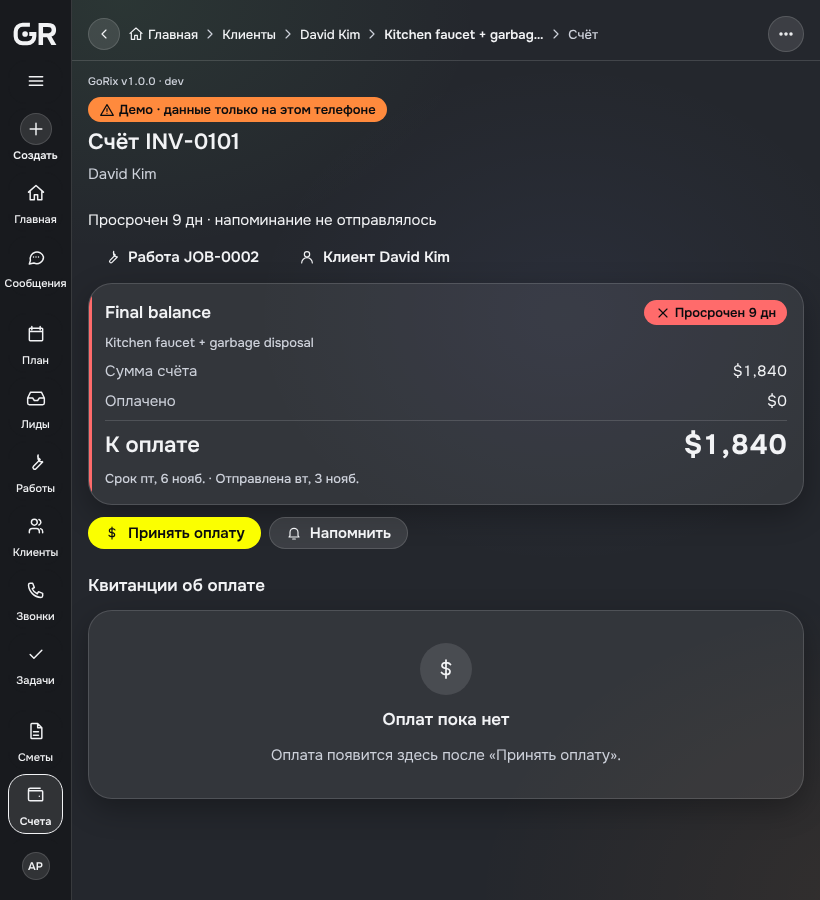 GR
Главная
Клиенты
David Kim
Kitchen faucet + garbag...
Счёт
GoRix v1.0.0 · dev
Демо · данные только на этом телефоне
Счёт INV-0101
David Kim
Просрочен 9 дн · напоминание не отправлялось
Работа JOB-0002
Клиент David Kim
Final balance
Просрочен 9 дн
Kitchen faucet + garbage disposal
Сумма счёта
$1,840
Оплачено
$0
К оплате
$1,840
Срок пт, 6 нояб. · Отправлена вт, 3 нояб.
$ Принять оплату
Напомнить
Квитанции об оплате
$
Оплат пока нет
Оплата появится здесь после «Принять оплату».
Создать
Главная
Сообщения
План
Лиды
Работы
Клиенты
Звонки
Задачи
Сметы
Счета
AP